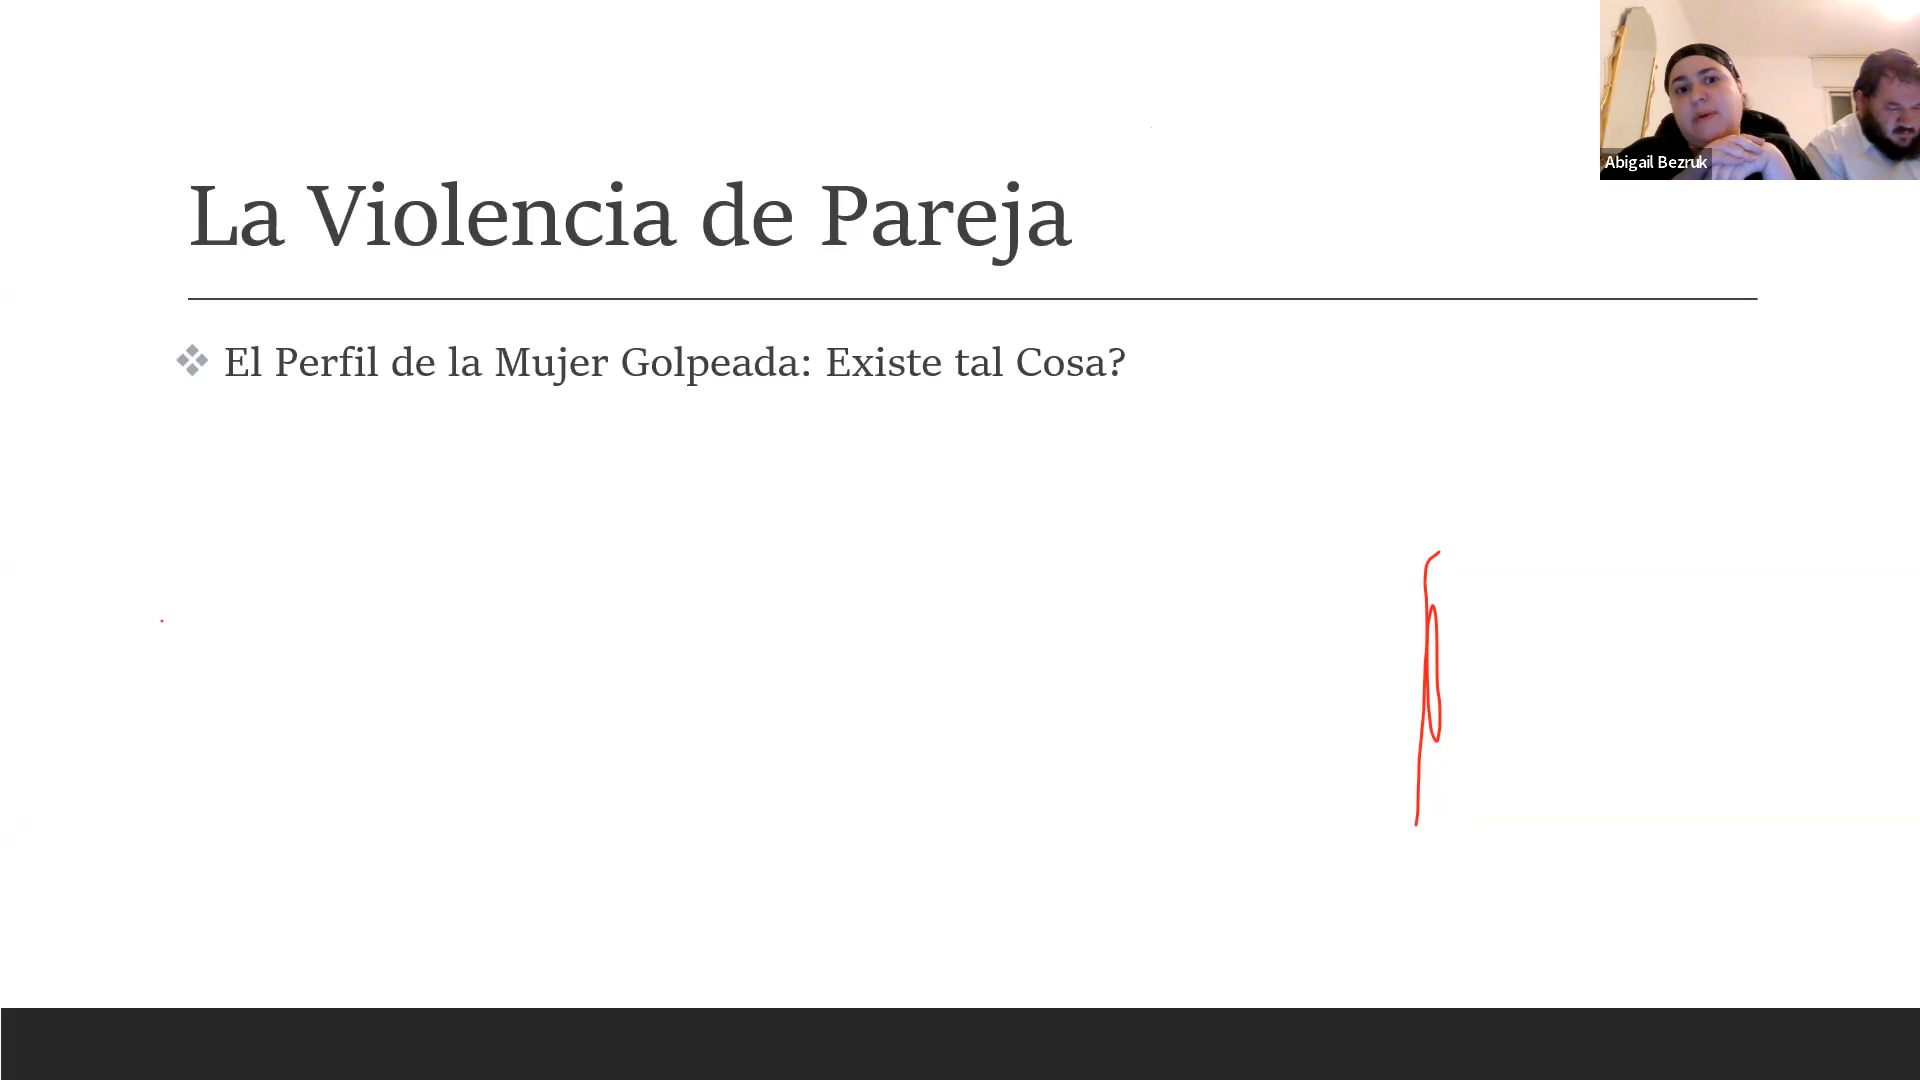 Abigail Bezruk
La Violencia de Pareja
El Perfil de la Mujer Golpeada: Existe tal Cosa?